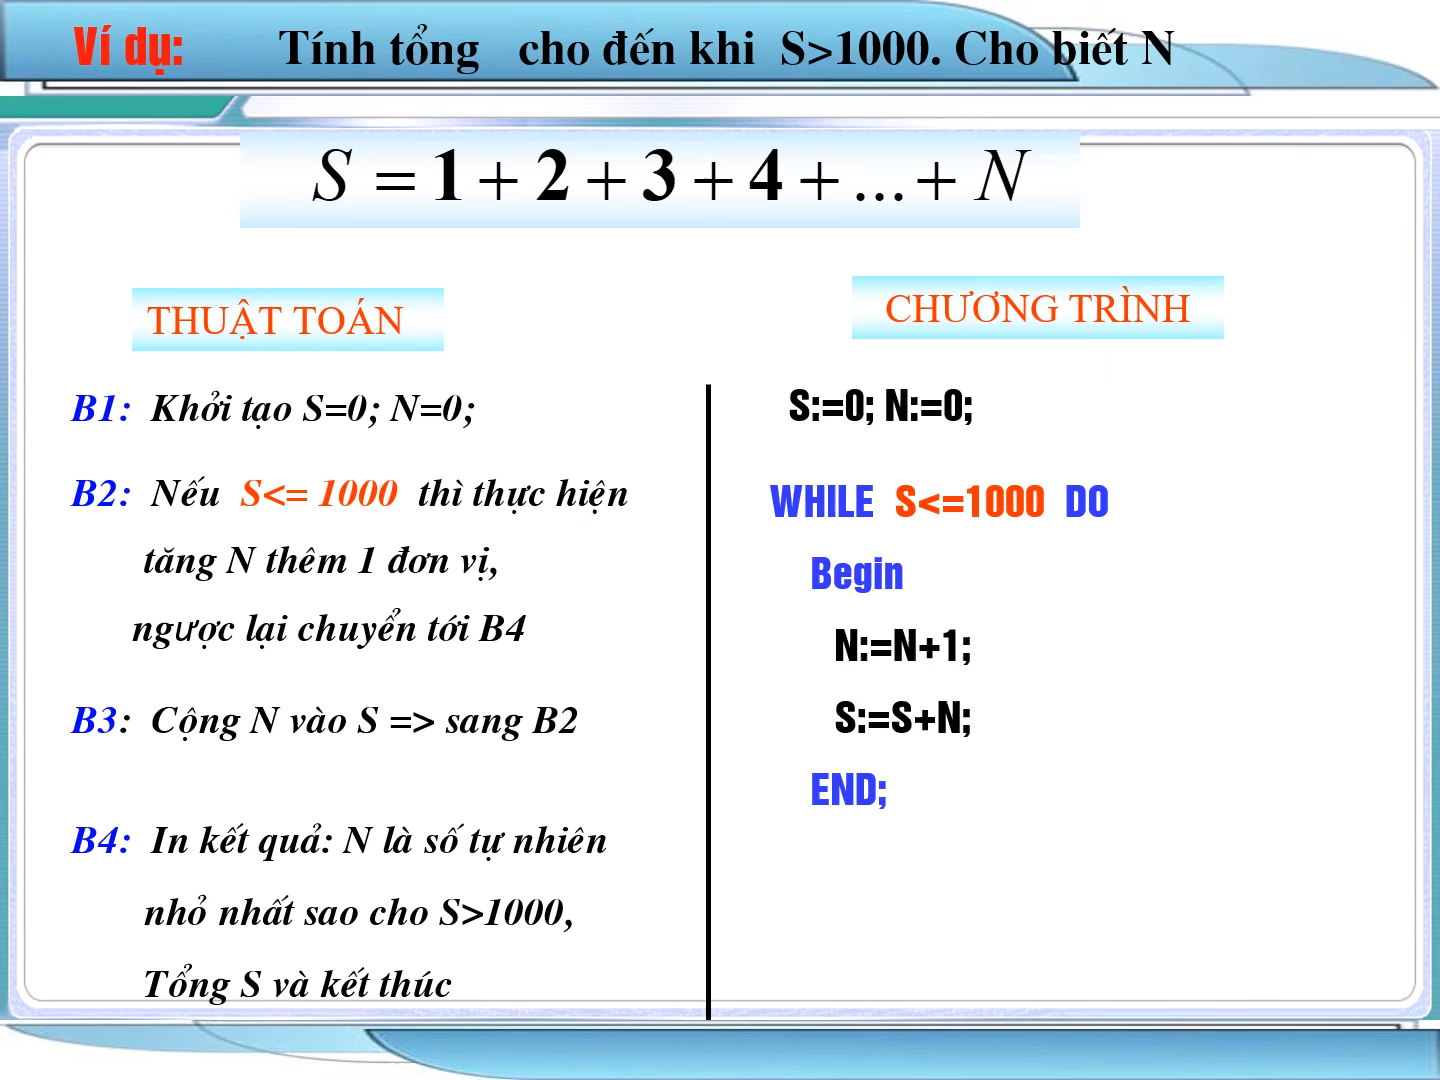 Ví dụ: Tính tổng cho đến khi S>1000. Cho biết N
S = 1 + 2 + 3 + 4 + ... + N
THUẬT TOÁN
B1: Khởi tạo S=0; N=0;
B2: Nếu S<= 1000 thì thực hiện
tăng N thêm 1 đơn vị,
ngược lại chuyển tới B4
B3: Cộng N vào S => sang B2
B4: In kết quả: N là số tự nhiên
nhỏ nhất sao cho S>1000,
Tổng S và kết thúc
CHƯƠNG TRÌNH
S:=0; N:=0;
WHILE S<=1000 DO
Begin
N:=N+1;
S:=S+N;
END;